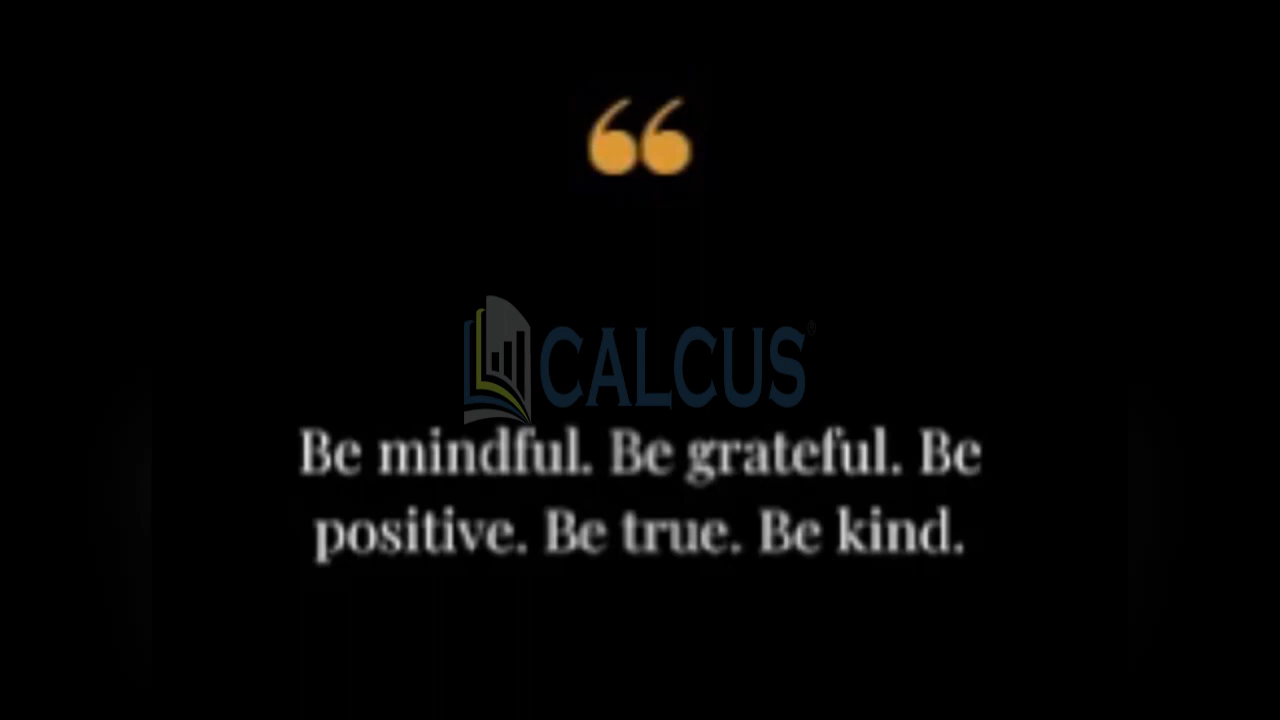 “
CALCUS®
Be mindful. Be grateful. Be
positive. Be true. Be kind.